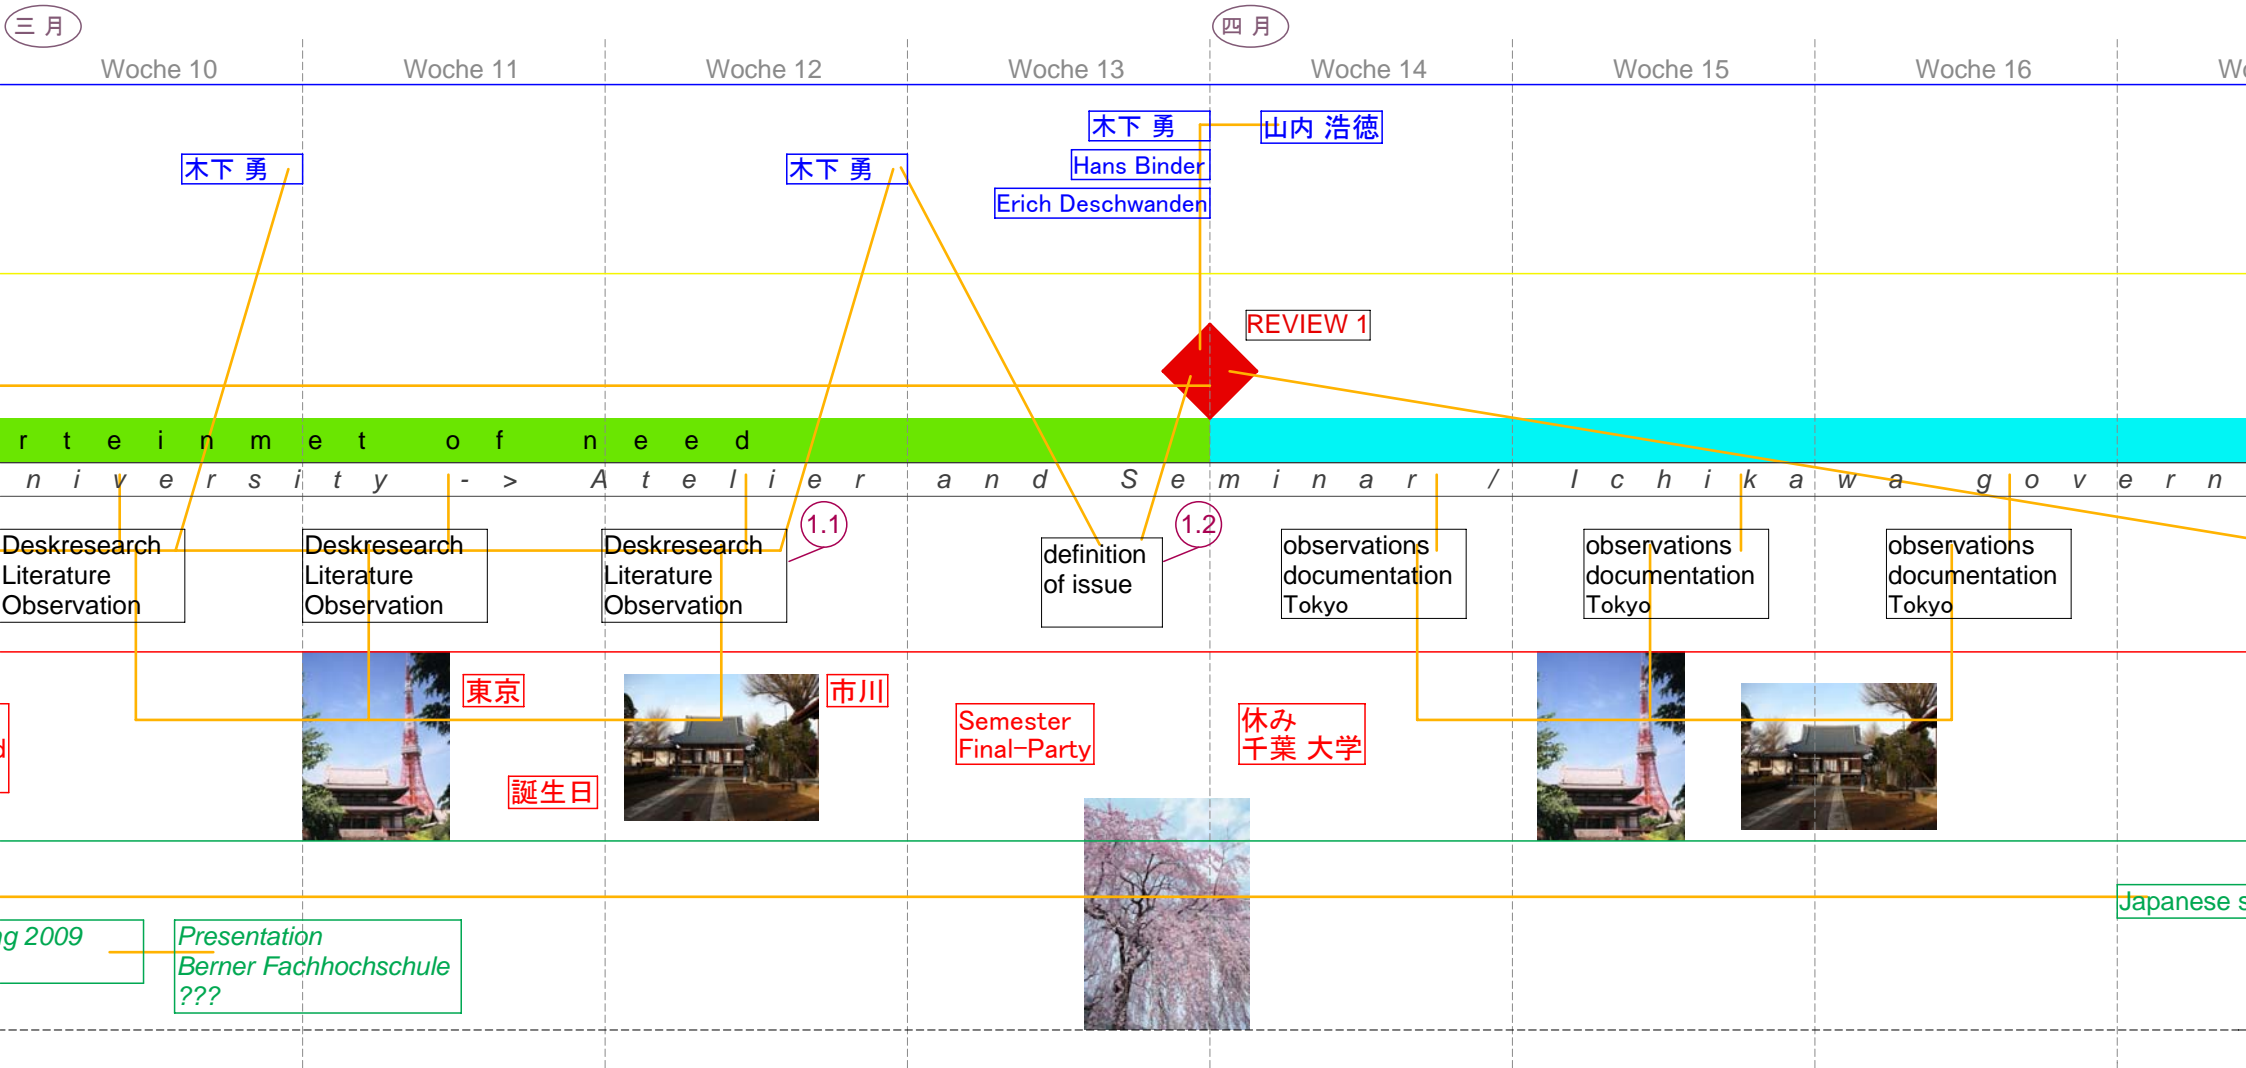 三 月
四 月
Woche 10
Woche 11
Woche 12
Woche 13
Woche 14
Woche 15
Woche 16
木下 勇
木下 勇
木下 勇
山内 浩徳
Hans Binder
Erich Deschwanden
REVIEW 1
r t e i n m e t o f n e e d
n i v e r s i t y - > A t e l i e r a n d S e m i n a r / I c h i k a w a g o v e r n
1.1
1.2
Deskresearch
Literature
Observation
Deskresearch
Literature
Observation
Deskresearch
Literature
Observation
definition
of issue
observations
documentation
Tokyo
observations
documentation
Tokyo
observations
documentation
Tokyo
東京
市川
誕生日
Semester
Final-Party
休み
千葉 大学
2009
Presentation
Berner Fachhochschule
???
Japanese